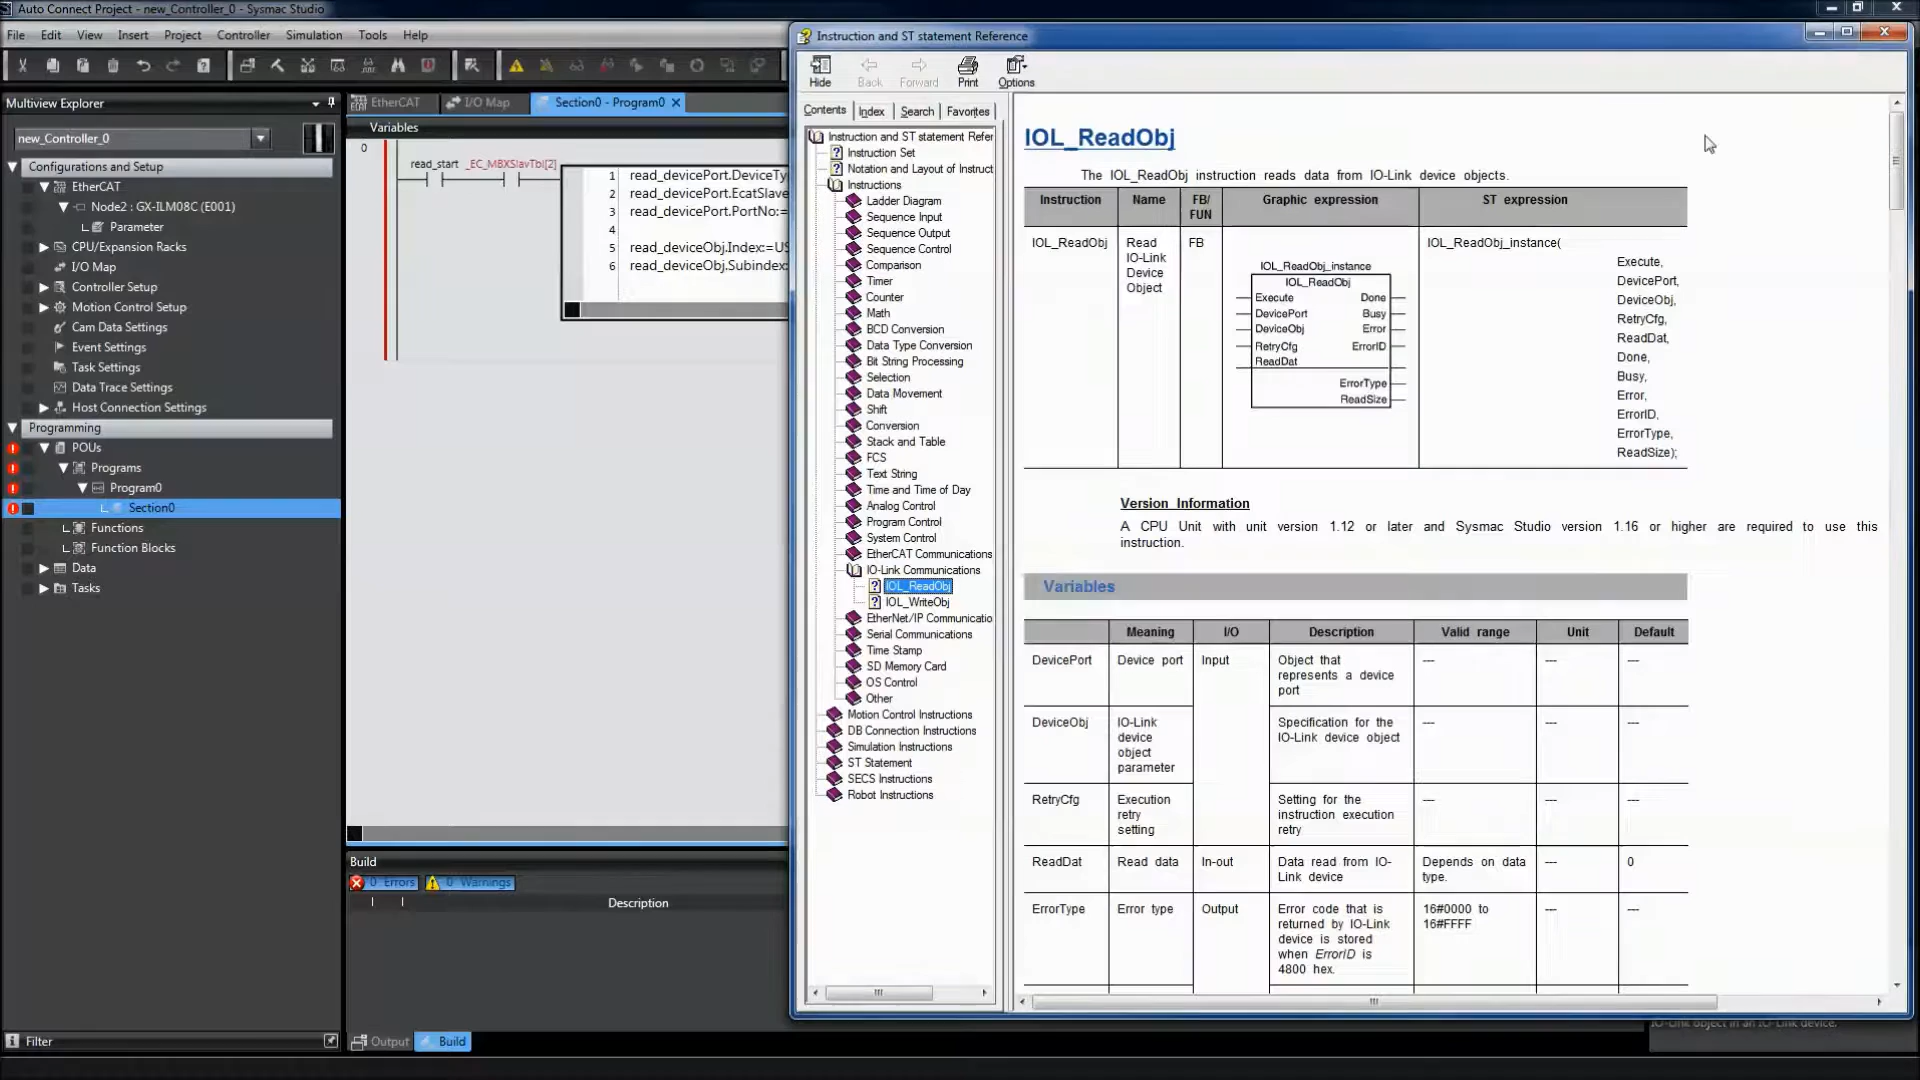 Auto Connect Project - new_Controller_0 - Sysmac Studio
File Edit View Insert Project Controller Simulation Tools Help
Multiview Explorer
new_Controller_0
Configurations and Setup
EtherCAT
Node2 : GX-ILM08C (E001)
Parameter
CPU/Expansion Racks
I/O Map
Controller Setup
Motion Control Setup
Cam Data Settings
Event Settings
Task Settings
Data Trace Settings
Host Connection Settings
Programming
POUs
Programs
Program0
Section0
Functions
Function Blocks
Data
Tasks
Filter
EtherCAT I/O Map Section0 - Program0
Variables
0
read_start _EC_MBXSlavTbl[2]
1 read_devicePort.DeviceTy
2 read_devicePort.EcatSlave
3 read_devicePort.PortNo:=
4
5 read_deviceObj.Index:=US
6 read_deviceObj.Subindex:
Build
0 Errors 0 Warnings
Description
Output Build
Instruction and ST statement Reference
Hide Back Forward Print Options
Contents Index Search Favorites
Instruction and ST statement Refer
Instruction Set
Notation and Layout of Instruct
Instructions
Ladder Diagram
Sequence Input
Sequence Output
Sequence Control
Comparison
Timer
Counter
Math
BCD Conversion
Data Type Conversion
Bit String Processing
Selection
Data Movement
Shift
Conversion
Stack and Table
FCS
Text String
Time and Time of Day
Analog Control
Program Control
System Control
EtherCAT Communications
IO-Link Communications
IOL_ReadObj
IOL_WriteObj
EtherNet/IP Communicatio
Serial Communications
Time Stamp
SD Memory Card
OS Control
Other
Motion Control Instructions
DB Connection Instructions
Simulation Instructions
ST Statement
SECS Instructions
Robot Instructions
IOL_ReadObj
The IOL_ReadObj instruction reads data from IO-Link device objects.
Instruction Name FB/ FUN Graphic expression ST expression
IOL_ReadObj Read IO-Link Device Object FB
IOL_ReadObj_instance
IOL_ReadObj
Execute Done
DevicePort Busy
DeviceObj Error
RetryCfg ErrorID
ReadDat
ErrorType
ReadSize
IOL_ReadObj_instance(
Execute,
DevicePort,
DeviceObj,
RetryCfg,
ReadDat,
Done,
Busy,
Error,
ErrorID,
ErrorType,
ReadSize);
Version Information
A CPU Unit with unit version 1.12 or later and Sysmac Studio version 1.16 or higher are required to use this
instruction.
Variables
Meaning I/O Description Valid range Unit Default
DevicePort Device port Input Object that represents a device port --- --- ---
DeviceObj IO-Link device object parameter Specification for the IO-Link device object --- --- ---
RetryCfg Execution retry setting Setting for the instruction execution retry --- --- ---
ReadDat Read data In-out Data read from IO-Link device Depends on data type. --- 0
ErrorType Error type Output Error code that is returned by IO-Link device is stored when ErrorID is 4800 hex. 16#0000 to 16#FFFF --- ---
IO-Link object in an IO-Link device.